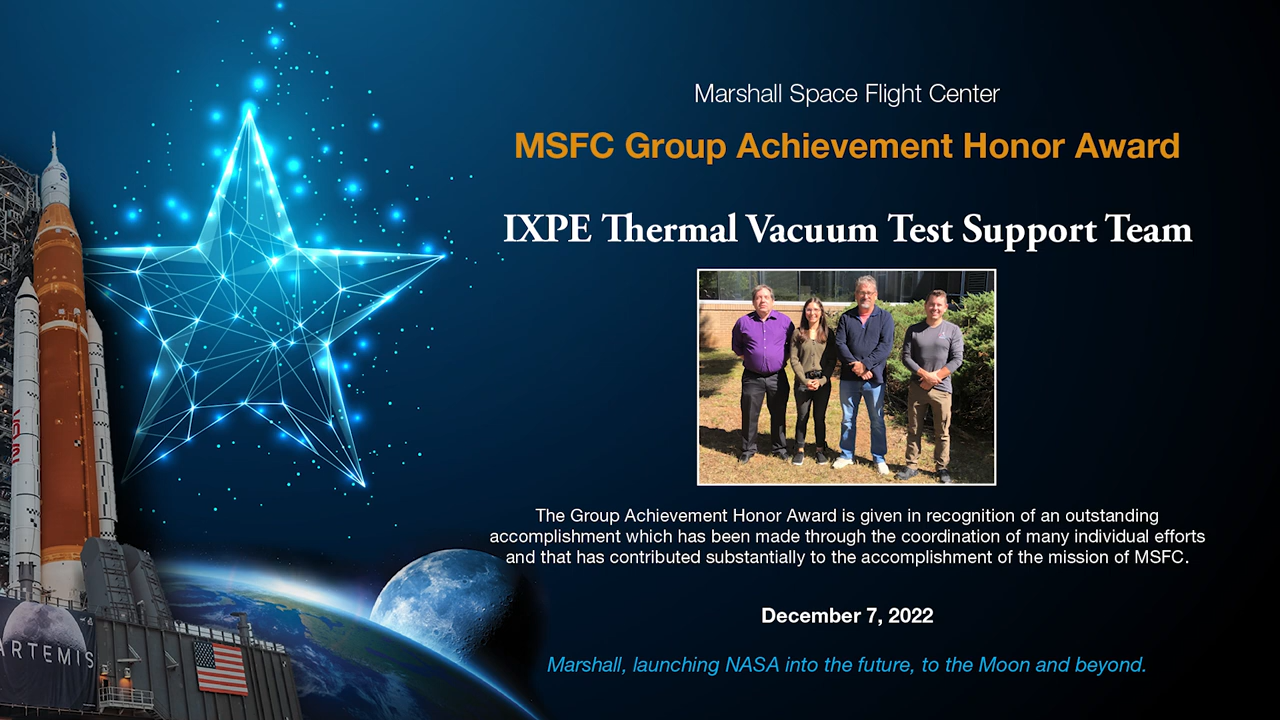 Marshall Space Flight Center
MSFC Group Achievement Honor Award
IXPE Thermal Vacuum Test Support Team
The Group Achievement Honor Award is given in recognition of an outstanding
accomplishment which has been made through the coordination of many individual efforts
and that has contributed substantially to the accomplishment of the mission of MSFC.
December 7, 2022
Marshall, launching NASA into the future, to the Moon and beyond.
ARTEMIS